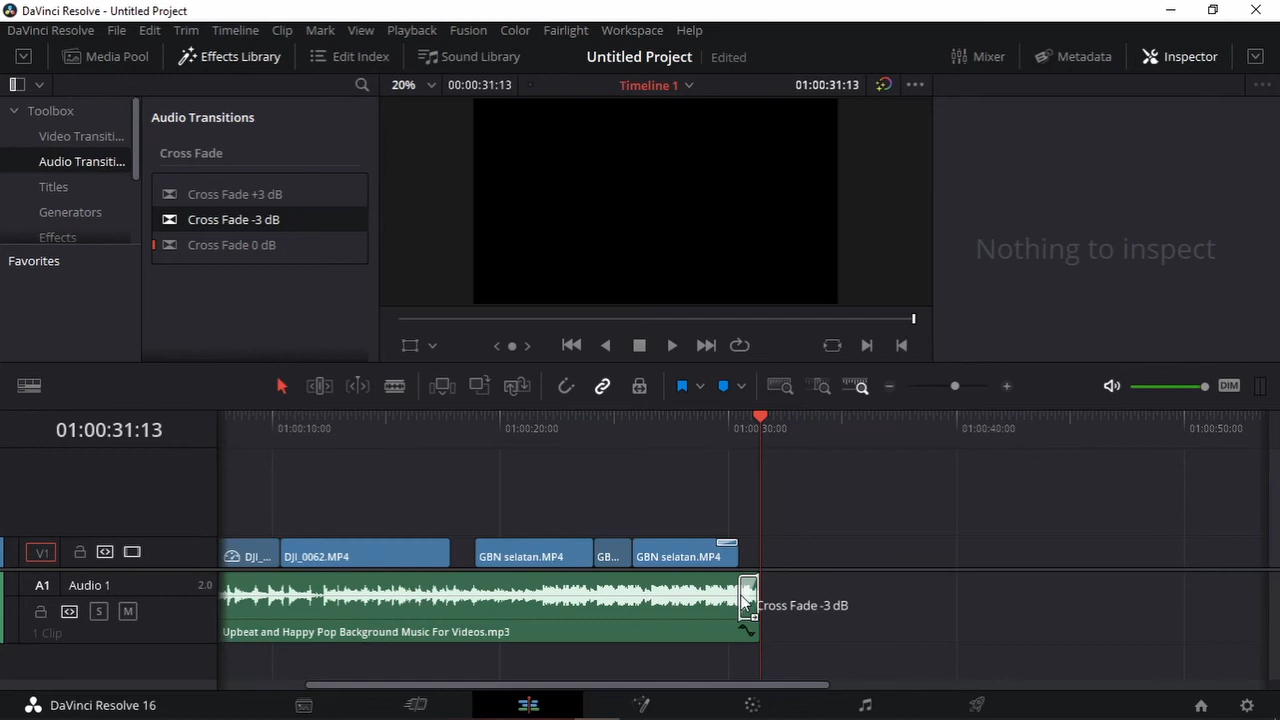 DaVinci Resolve - Untitled Project
DaVinci Resolve File Edit Trim Timeline Clip Mark View Playback Fusion Color Fairlight Workspace Help
Media Pool Effects Library Edit Index Sound Library Untitled Project Edited Mixer Metadata Inspector
20% 00:00:31:13 Timeline 1 01:00:31:13
Toolbox
Video Transiti...
Audio Transiti...
Titles
Generators
Effects
Favorites
Audio Transitions
Cross Fade
Cross Fade +3 dB
Cross Fade -3 dB
Cross Fade 0 dB
Nothing to inspect
DIM
01:00:31:13
01:00:10:00 01:00:20:00 01:00:30:00 01:00:40:00 01:00:50:00
V1
DJI_... DJI_0062.MP4 GBN selatan.MP4 GB... GBN selatan.MP4
A1 Audio 1 2.0
S M
1 Clip
Cross Fade -3 dB
Upbeat and Happy Pop Background Music For Videos.mp3
DaVinci Resolve 16